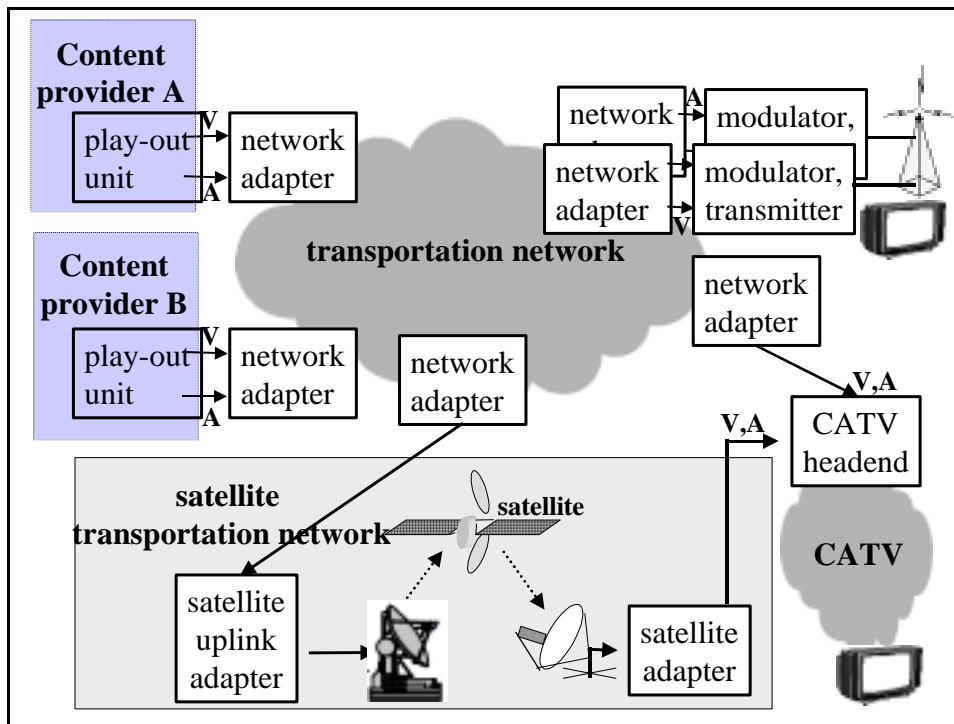 Content
provider A
play-out
unit
V
A
network
adapter
network
A
modulator,
network
adapter
V
modulator,
transmitter
transportation network
Content
provider B
play-out
unit
V
A
network
adapter
network
adapter
network
adapter
V,A
V,A
CATV
headend
CATV
satellite
transportation network
satellite
satellite
uplink
adapter
satellite
adapter